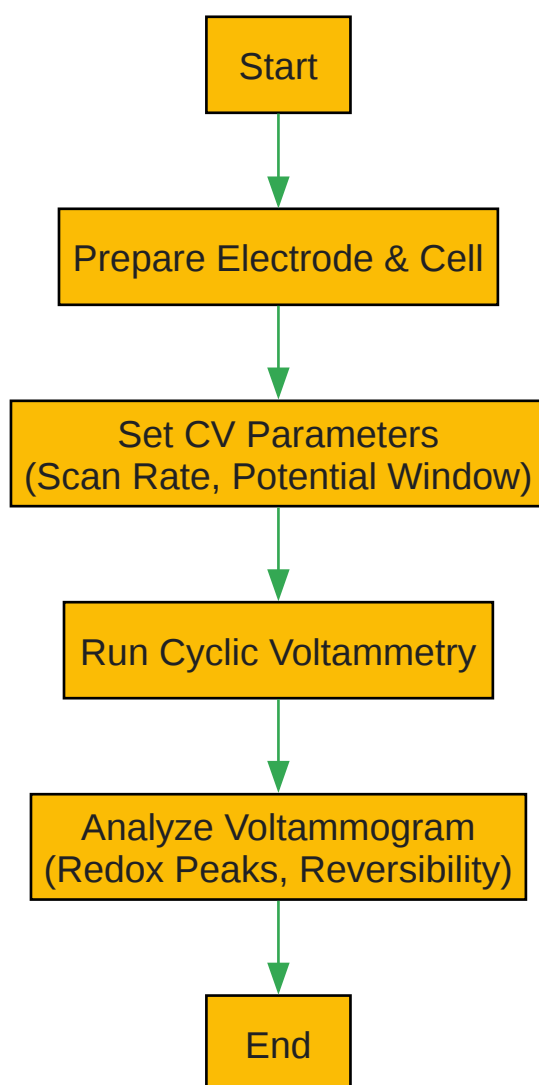 Start
Prepare Electrode & Cell
Set CV Parameters
(Scan Rate, Potential Window)
Run Cyclic Voltammetry
Analyze Voltammogram
(Redox Peaks, Reversibility)
End